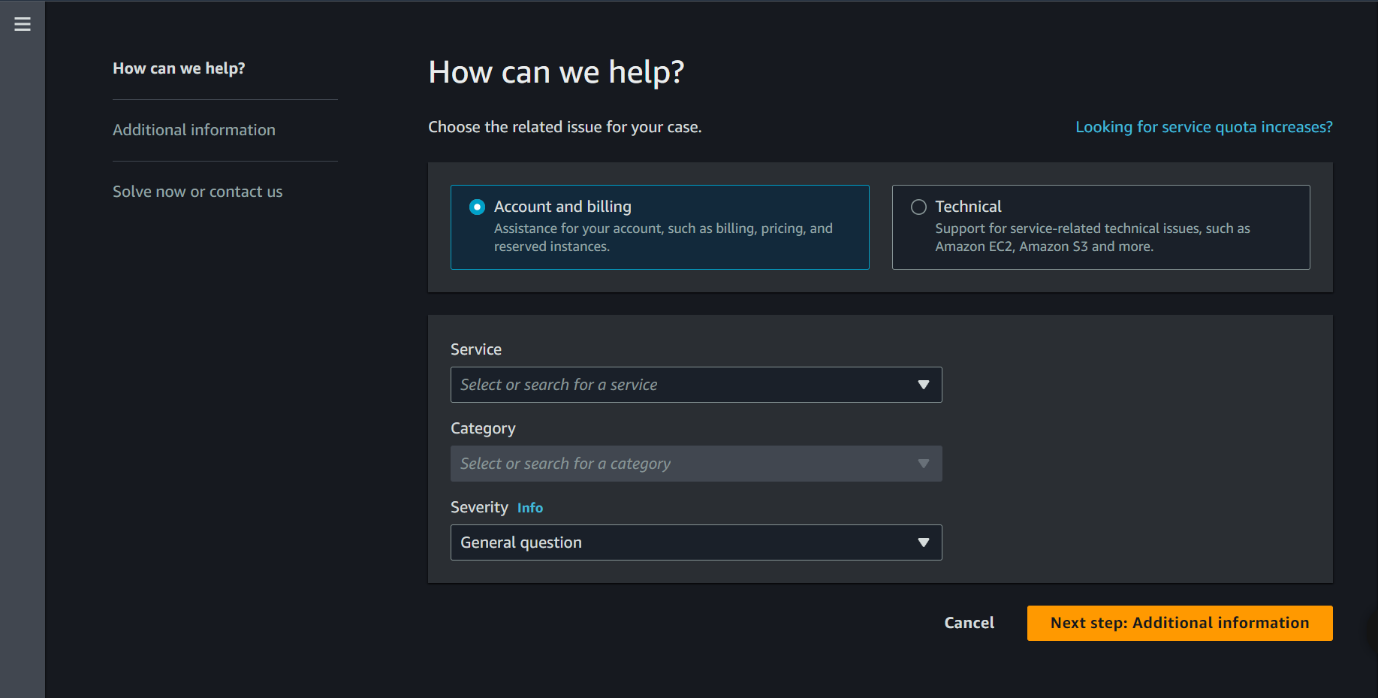 How can we help?
Additional information
Solve now or contact us
How can we help?
Choose the related issue for your case.
Looking for service quota increases?
Account and billing
Assistance for your account, such as billing, pricing, and
reserved instances.
Technical
Support for service-related technical issues, such as
Amazon EC2, Amazon S3 and more.
Service
Select or search for a service
Category
Select or search for a category
Severity Info
General question
Cancel
Next step: Additional information